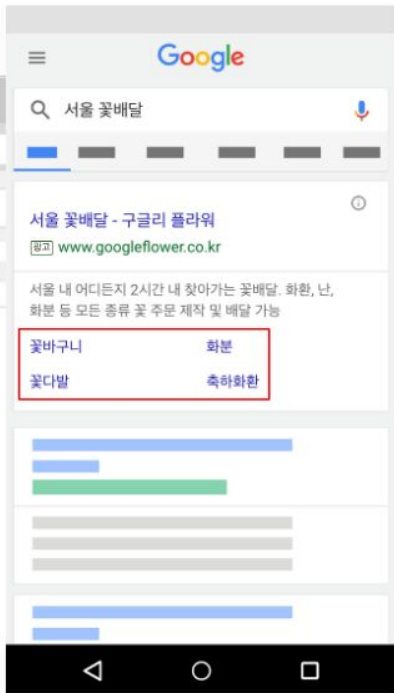 Google
서울 꽃배달
서울 꽃배달 - 구글리 플라워
광고 www.googleflower.co.kr
서울 내 어디든지 2시간 내 찾아가는 꽃배달. 화환, 난,
화분 등 모든 종류 꽃 주문 제작 및 배달 가능
꽃바구니 화분
꽃다발 축하화환